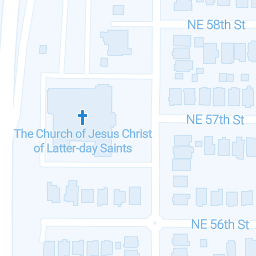 NE 58th St
NE 57th St
The Church of Jesus Christ
of Latter-day Saints
NE 56th St